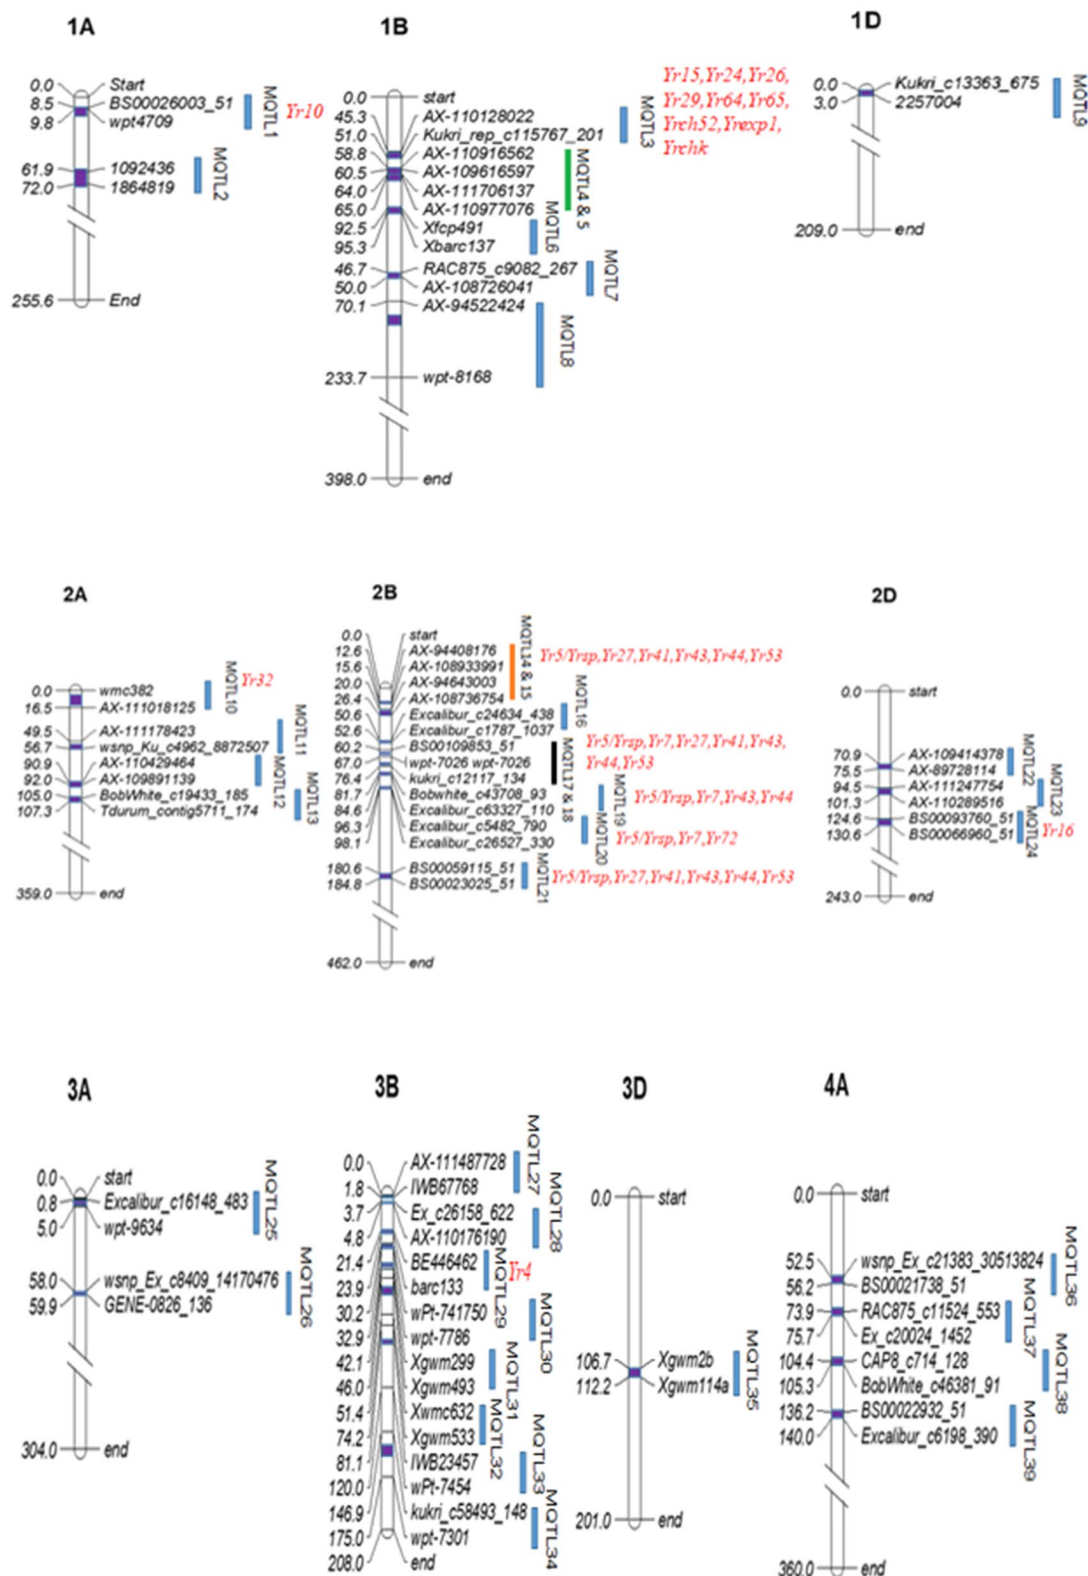 1A
0.0 Start
8.5 BS00026003_51
9.8 wpt4709
61.9 1092436
72.0 1864819
255.6 End
MQTL1
Yr10
MQTL2
1B
0.0 start
45.3 AX-110128022
51.0 Kukri_rep_c115767_201
58.8 AX-110916562
60.5 AX-109616597
64.0 AX-111706137
65.0 AX-110977076
92.5 Xfcp491
95.3 Xbarc137
46.7 RAC875_c9082_267
50.0 AX-108726041
70.1 AX-94522424
233.7 wpt-8168
398.0 end
MQTL3
Yr15,Yr24,Yr26,
Yr29,Yr64,Yr65,
Yrch52,Yrexp1,
Yrchk
MQTL4 & 5
MQTL6
MQTL7
MQTL8
1D
0.0 Kukri_c13363_675
3.0 2257004
209.0 end
MQTL9
2A
0.0 wmc382
16.5 AX-111018125
49.5 AX-111178423
56.7 wsnp_Ku_c4962_8872507
90.9 AX-110429464
92.0 AX-109891139
105.0 BobWhite_c19433_185
107.3 Tdurum_contig5711_174
359.0 end
MQTL10
Yr32
MQTL11
MQTL12
MQTL13
2B
0.0 start
12.6 AX-94408176
15.6 AX-108933991
20.0 AX-94643003
26.4 AX-108736754
50.6 Excalibur_c24634_438
52.6 Excalibur_c1787_1037
60.2 BS00109853_51
67.0 wpt-7026 wpt-7026
76.4 kukri_c12117_134
81.7 Bobwhite_c43708_93
84.6 Excalibur_c63327_110
96.3 Excalibur_c5482_790
98.1 Excalibur_c26527_330
180.6 BS00059115_51
184.8 BS00023025_51
462.0 end
MQTL14 & 15
Yr5/Yrsp,Yr27,Yr41,Yr43,Yr44,Yr53
MQTL16
MQTL17 & 18
Yr5/Yrsp,Yr7,Yr27,Yr41,Yr43,
Yr44,Yr53
MQTL19
Yr5/Yrsp,Yr7,Yr43,Yr44
MQTL20
Yr5/Yrsp,Yr7,Yr72
MQTL21
Yr5/Yrsp,Yr27,Yr41,Yr43,Yr44,Yr53
2D
0.0 start
70.9 AX-109414378
75.5 AX-89728114
94.5 AX-111247754
101.3 AX-110289516
124.6 BS00093760_51
130.6 BS00066960_51
243.0 end
MQTL22
MQTL23
MQTL24
Yr16
3A
0.0 start
0.8 Excalibur_c16148_483
5.0 wpt-9634
58.0 wsnp_Ex_c8409_14170476
59.9 GENE-0826_136
304.0 end
MQTL25
MQTL26
3B
0.0 AX-111487728
1.8 IWB67768
3.7 Ex_c26158_622
4.8 AX-110176190
21.4 BE446462
23.9 barc133
30.2 wPt-741750
32.9 wpt-7786
42.1 Xgwm299
46.0 Xgwm493
51.4 Xwmc632
74.2 Xgwm533
81.1 IWB23457
120.0 wPt-7454
146.9 kukri_c58493_148
175.0 wpt-7301
208.0 end
MQTL27
MQTL28
MQTL29
Yr4
MQTL30
MQTL31
MQTL32
MQTL33
MQTL34
3D
0.0 start
106.7 Xgwm2b
112.2 Xgwm114a
201.0 end
MQTL35
4A
0.0 start
52.5 wsnp_Ex_c21383_30513824
56.2 BS00021738_51
73.9 RAC875_c11524_553
75.7 Ex_c20024_1452
104.4 CAP8_c714_128
105.3 BobWhite_c46381_91
136.2 BS00022932_51
140.0 Excalibur_c6198_390
360.0 end
MQTL36
MQTL37
MQTL38
MQTL39